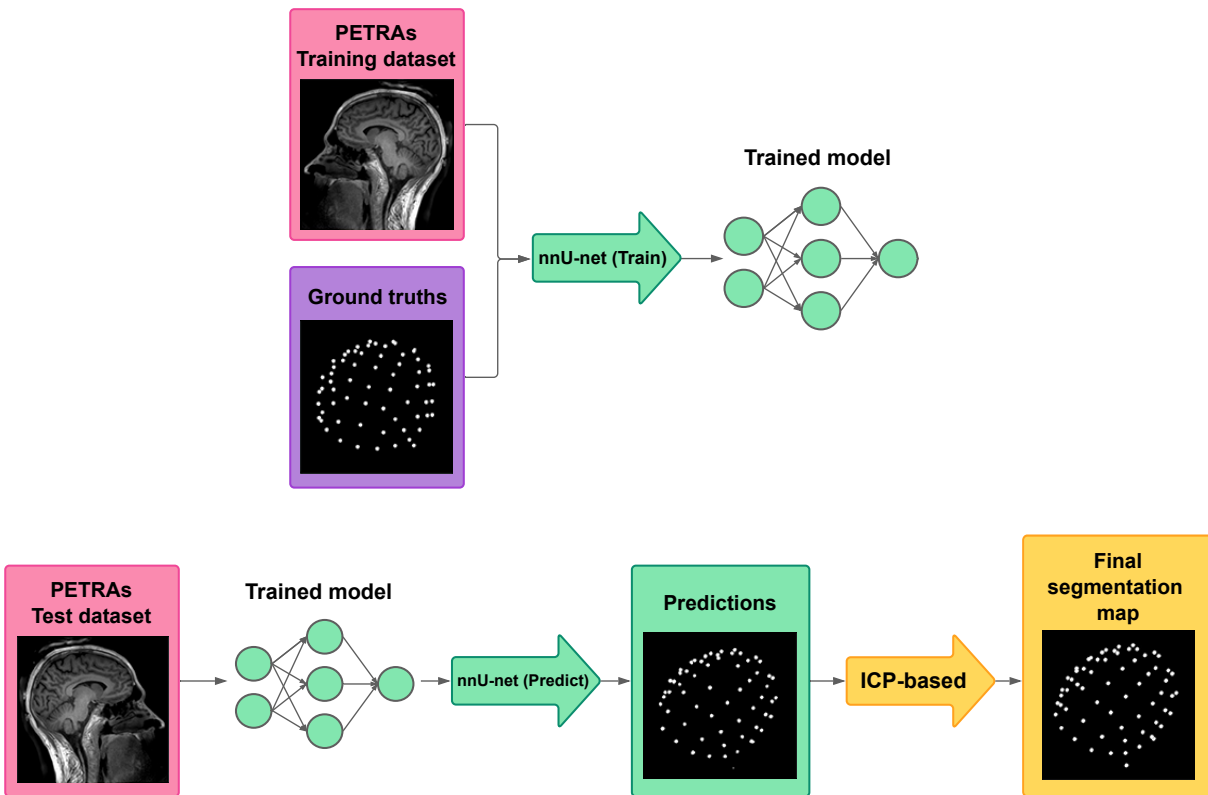 PETRAs
Training dataset
Trained model
nnU-net (Train)
Ground truths
PETRAs
Test dataset
Trained model
nnU-net (Predict)
Predictions
ICP-based
Final
segmentation
map